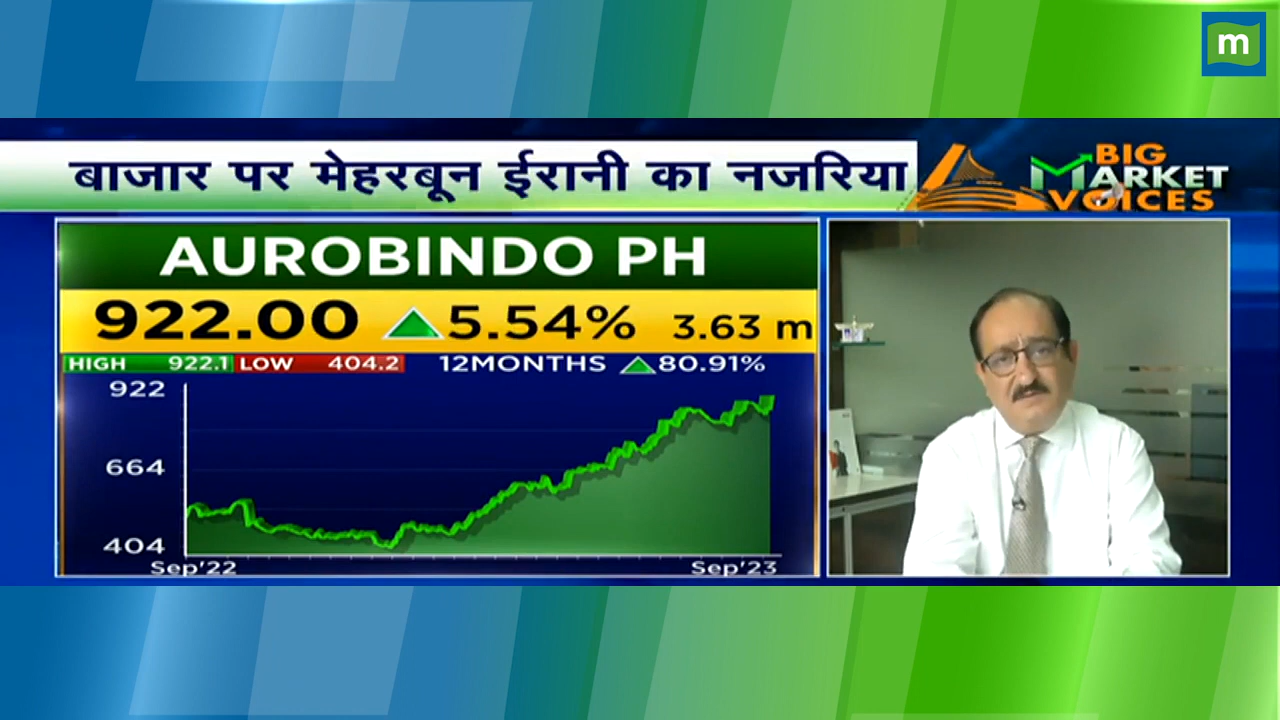 m
बाजार पर मेहरबून ईरानी का नजरिया
BIG
MARKET
VOICES
AUROBINDO PH
922.00 5.54% 3.63 m
HIGH 922.1 LOW 404.2 12MONTHS 80.91%
922
664
404
Sep'22 Sep'23